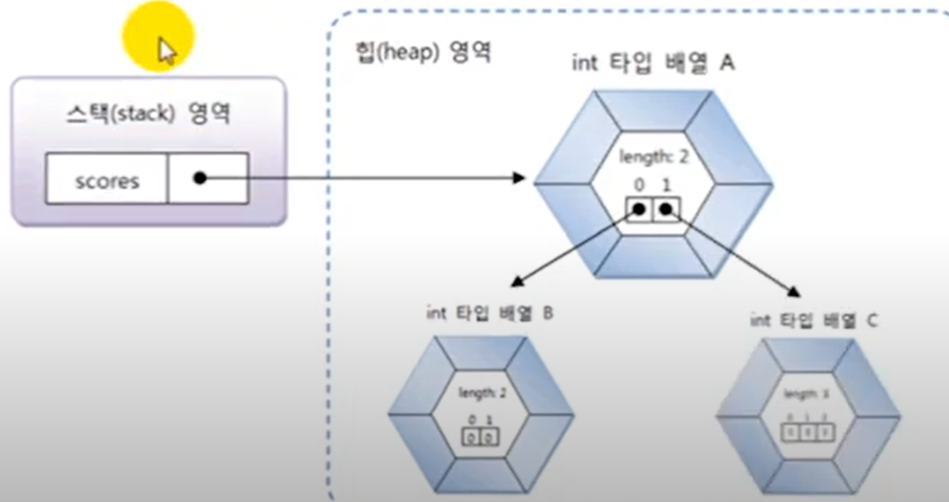 힙(heap) 영역
int 타입 배열 A
스택(stack) 영역
scores
length: 2
0 1
int 타입 배열 B
int 타입 배열 C
length: 2
0 1
0 0
length: 3
0 1 2
0 0 0